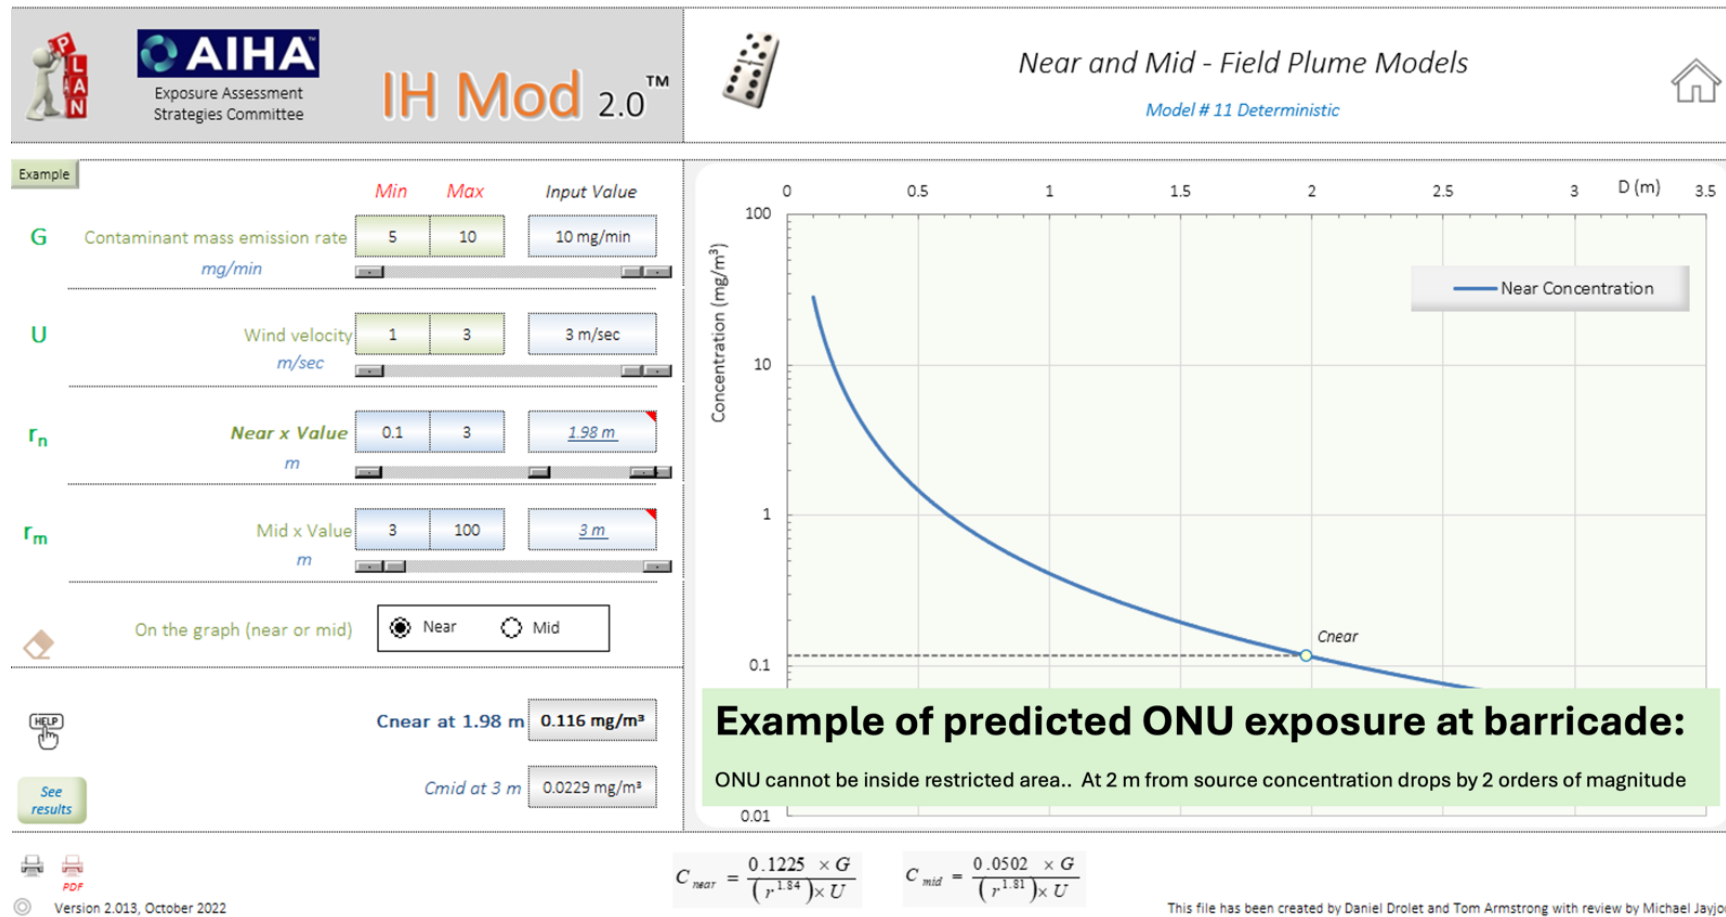 PLAN
AIHA™
Exposure Assessment
Strategies Committee
IH Mod 2.0™
Near and Mid - Field Plume Models
Model # 11 Deterministic
Example
Min Max Input Value
G Contaminant mass emission rate 5 10 10 mg/min
mg/min
U Wind velocity 1 3 3 m/sec
m/sec
rn Near x Value 0.1 3 1.98 m
m
rm Mid x Value 3 100 3 m
m
On the graph (near or mid) Near Mid
HELP
Cnear at 1.98 m 0.116 mg/m³
See
results
Cmid at 3 m 0.0229 mg/m³
0 0.5 1 1.5 2 2.5 3 D (m) 3.5
Concentration (mg/m³)
100
10
1
0.1
0.01
Near Concentration
Cnear
Example of predicted ONU exposure at barricade:
ONU cannot be inside restricted area.. At 2 m from source concentration drops by 2 orders of magnitude
C near = 0.1225 × G / (r^1.84) × U
C mid = 0.0502 × G / (r^1.81) × U
PDF
Version 2.013, October 2022
This file has been created by Daniel Drolet and Tom Armstrong with review by Michael Jayjo